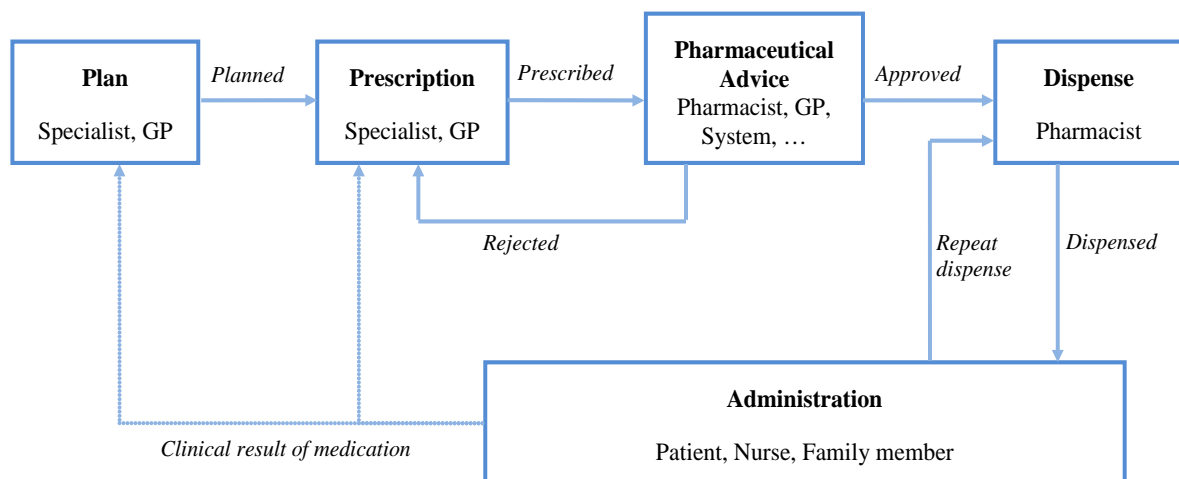 Plan
Specialist, GP
Planned
Prescription
Specialist, GP
Prescribed
Pharmaceutical
Advice
Pharmacist, GP,
System, …
Approved
Dispense
Pharmacist
Rejected
Repeat
dispense
Dispensed
Clinical result of medication
Administration
Patient, Nurse, Family member